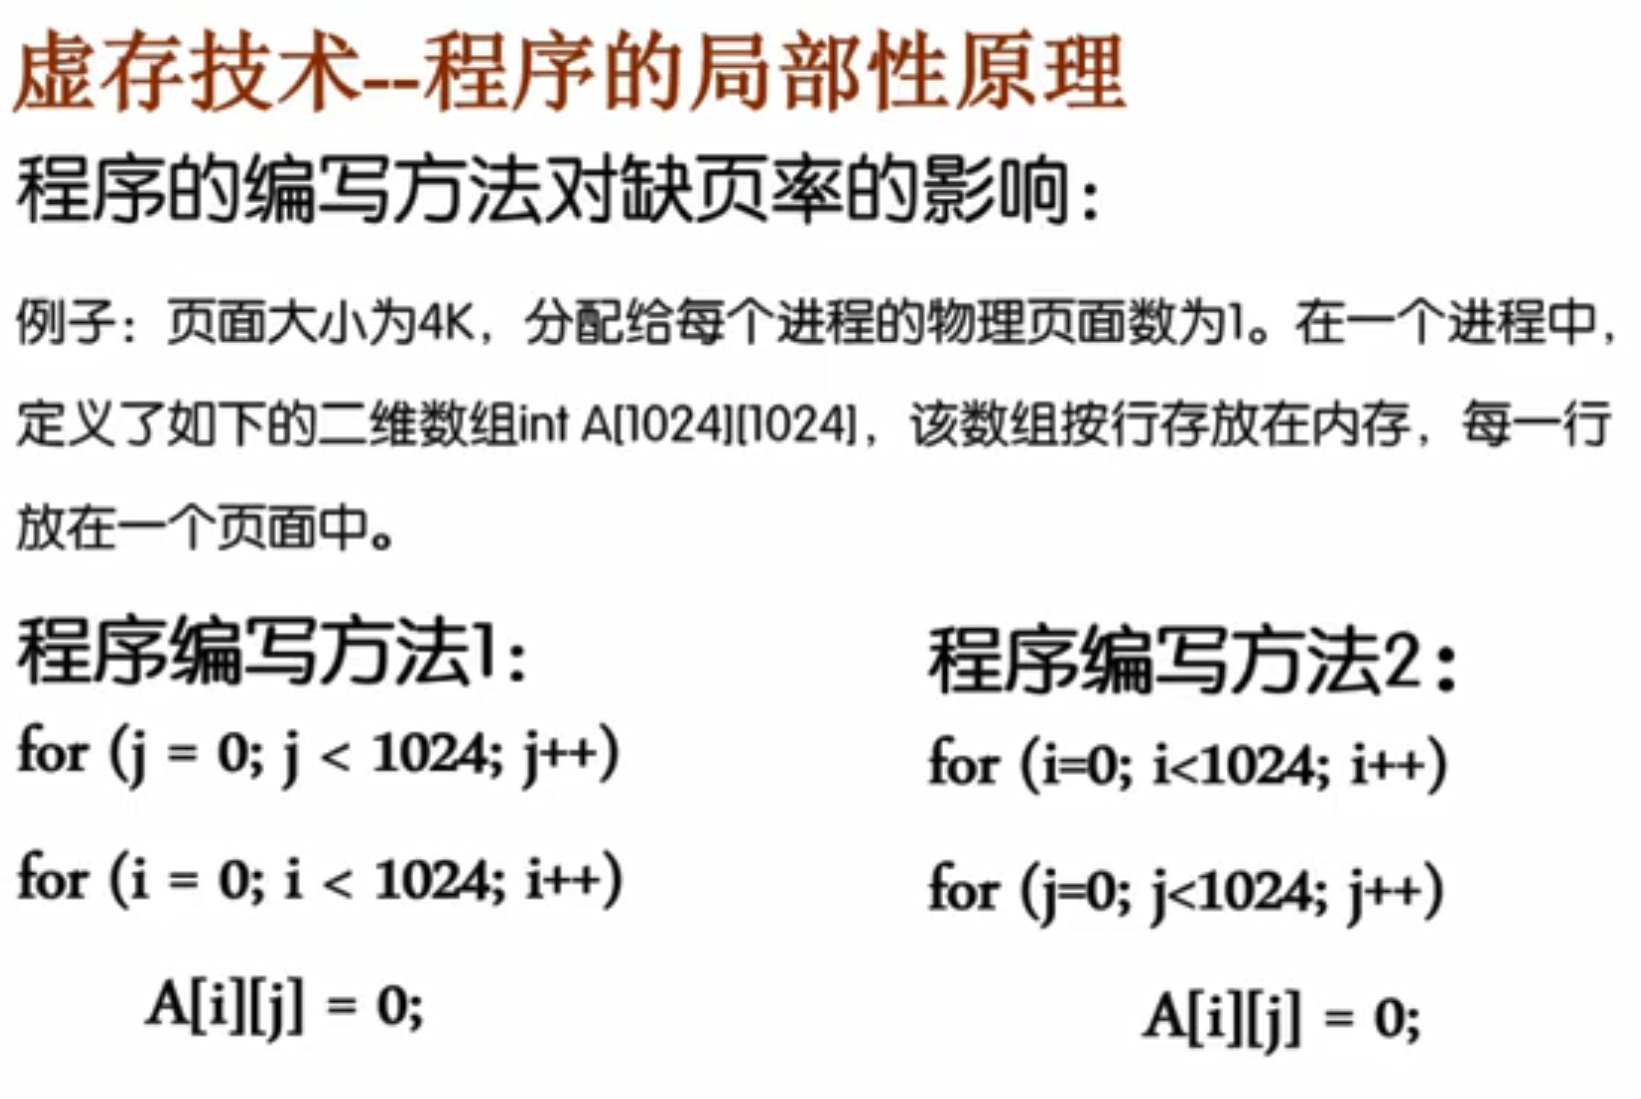 虚存技术--程序的局部性原理
程序的编写方法对缺页率的影响：
例子：页面大小为4K，分配给每个进程的物理页面数为1。在一个进程中，
定义了如下的二维数组int A[1024][1024]，该数组按行存放在内存，每一行
放在一个页面中。
程序编写方法1：
for (j = 0; j < 1024; j++)
for (i = 0; i < 1024; i++)
A[i][j] = 0;
程序编写方法2：
for (i=0; i<1024; i++)
for (j=0; j<1024; j++)
A[i][j] = 0;